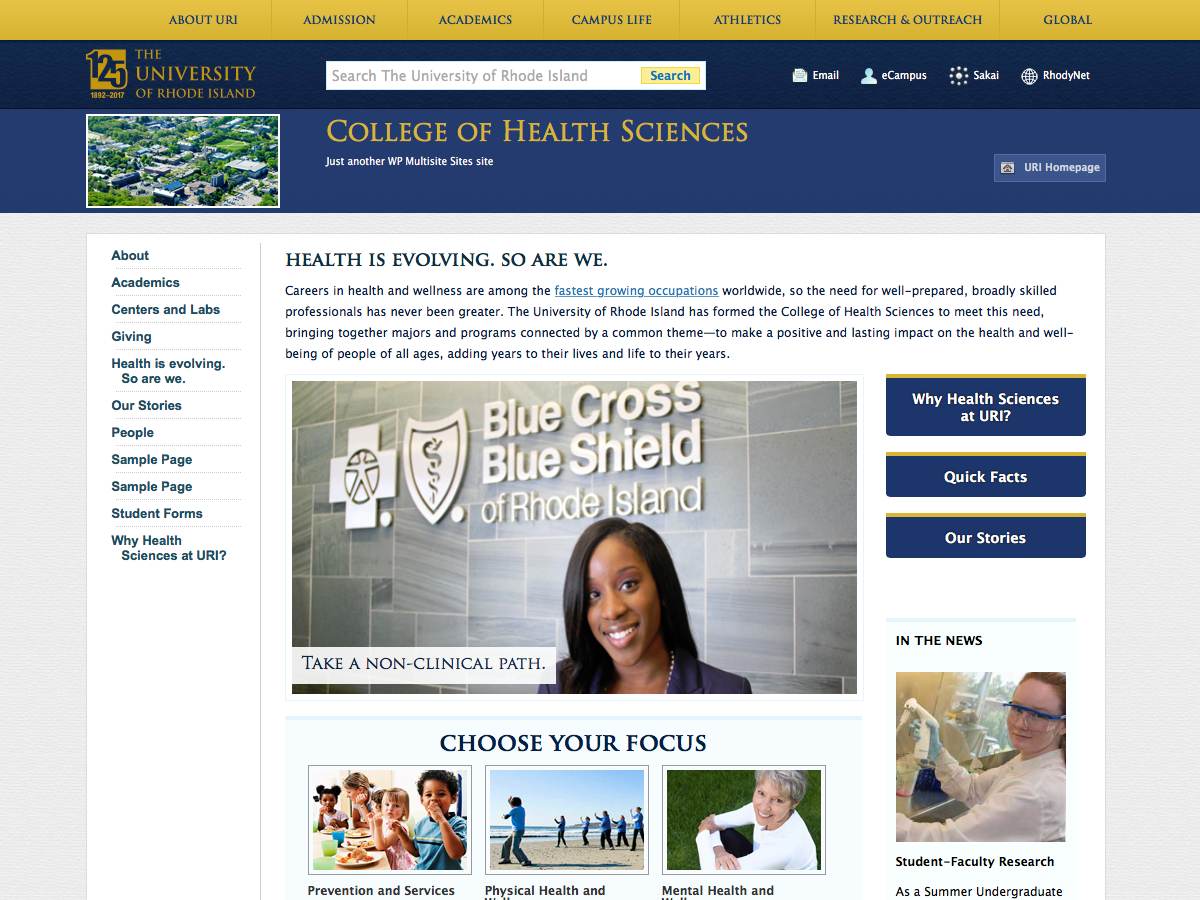 ABOUT URI
ADMISSION
ACADEMICS
CAMPUS LIFE
ATHLETICS
RESEARCH & OUTREACH
GLOBAL
125
1892-2017
THE
UNIVERSITY
OF RHODE ISLAND
Search The University of Rhode Island
Search
Email
eCampus
Sakai
RhodyNet
COLLEGE OF HEALTH SCIENCES
Just another WP Multisite Sites site
URI Homepage
About
Academics
Centers and Labs
Giving
Health is evolving.
So are we.
Our Stories
People
Sample Page
Sample Page
Student Forms
Why Health
Sciences at URI?
HEALTH IS EVOLVING. SO ARE WE.
Careers in health and wellness are among the fastest growing occupations worldwide, so the need for well-prepared, broadly skilled
professionals has never been greater. The University of Rhode Island has formed the College of Health Sciences to meet this need,
bringing together majors and programs connected by a common theme—to make a positive and lasting impact on the health and well-
being of people of all ages, adding years to their lives and life to their years.
Blue Cross
Blue Shield
of Rhode Island
TAKE A NON-CLINICAL PATH.
Why Health Sciences
at URI?
Quick Facts
Our Stories
IN THE NEWS
Student-Faculty Research
As a Summer Undergraduate
CHOOSE YOUR FOCUS
Prevention and Services
Physical Health and
Mental Health and